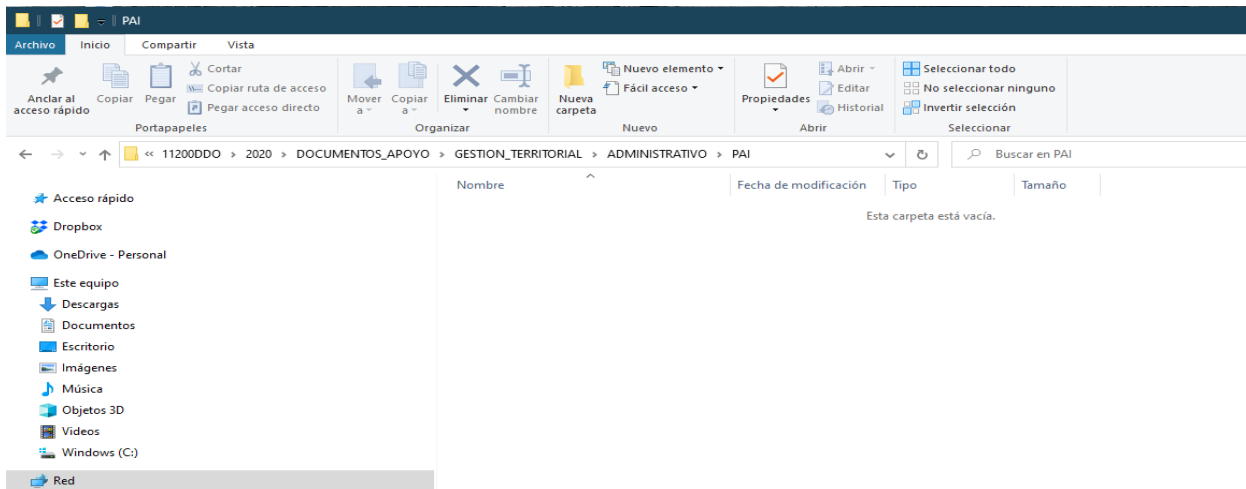 PAI
Archivo Inicio Compartir Vista
Anclar al acceso rápido
Copiar
Pegar
Cortar
Copiar ruta de acceso
Pegar acceso directo
Portapapeles
Mover a
Copiar a
Eliminar
Cambiar nombre
Organizar
Nueva carpeta
Nuevo elemento
Fácil acceso
Nuevo
Propiedades
Abrir
Editar
Historial
Abrir
Seleccionar todo
No seleccionar ninguno
Invertir selección
Seleccionar
« 11200DDO > 2020 > DOCUMENTOS_APOYO > GESTION_TERRITORIAL > ADMINISTRATIVO > PAI
Buscar en PAI
Nombre Fecha de modificación Tipo Tamaño
Esta carpeta está vacía.
Acceso rápido
Dropbox
OneDrive - Personal
Este equipo
Descargas
Documentos
Escritorio
Imágenes
Música
Objetos 3D
Videos
Windows (C:)
Red